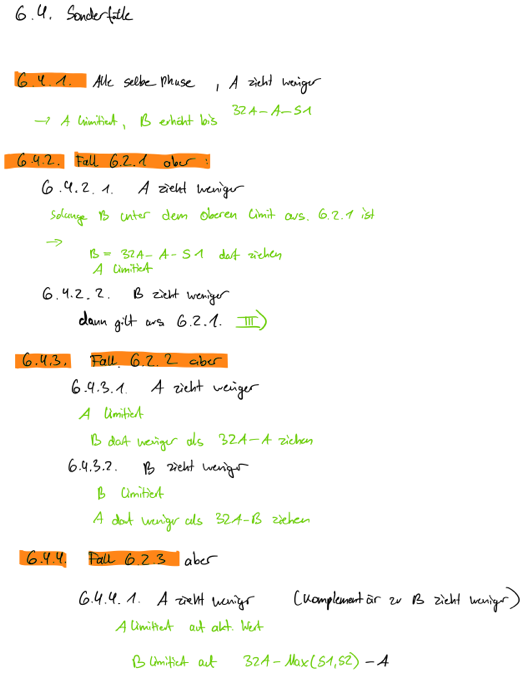 6.4. Sonderfälle
6.4.1. Alle selbe Phase, A zieht weniger
→ A limitiert, B erhöht bis 32A-A-S1
6.4.2. Fall 6.2.1 aber:
6.4.2.1. A zieht weniger
Solange B unter dem oberen Limit aus 6.2.1 ist
→
B = 32A-A-S1 darf ziehen
A limitiert
6.4.2.2. B zieht weniger
dann gilt aus 6.2.1. III)
6.4.3. Fall 6.2.2 aber
6.4.3.1. A zieht weniger
A limitiert
B darf weniger als 32A-A ziehen
6.4.3.2. B zieht weniger
B limitiert
A darf weniger als 32A-B ziehen
6.4.4. Fall 6.2.3 aber
6.4.4.1. A zieht weniger (Komplementär zu B zieht weniger)
A limitiert auf akt. Wert
B limitiert auf 32A-Max(S1,S2)-A